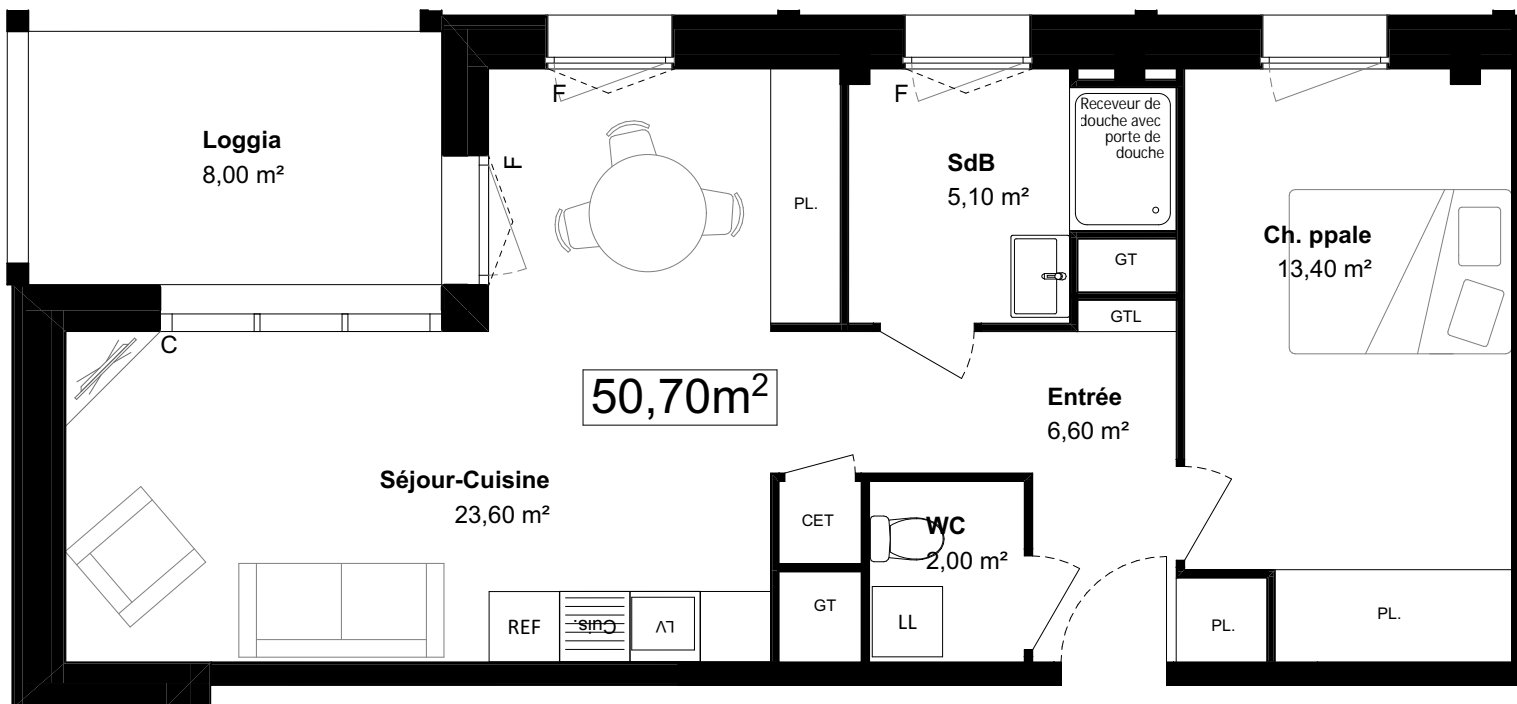 F
F
Loggia
8,00 m²
F
PL.
SdB
5,10 m²
Receveur de
douche avec
porte de
douche
GT
GTL
Ch. ppale
13,40 m²
C
50,70m²
Entrée
6,60 m²
Séjour-Cuisine
23,60 m²
CET
WC
2,00 m²
REF
Cuis.
LV
GT
LL
PL.
PL.